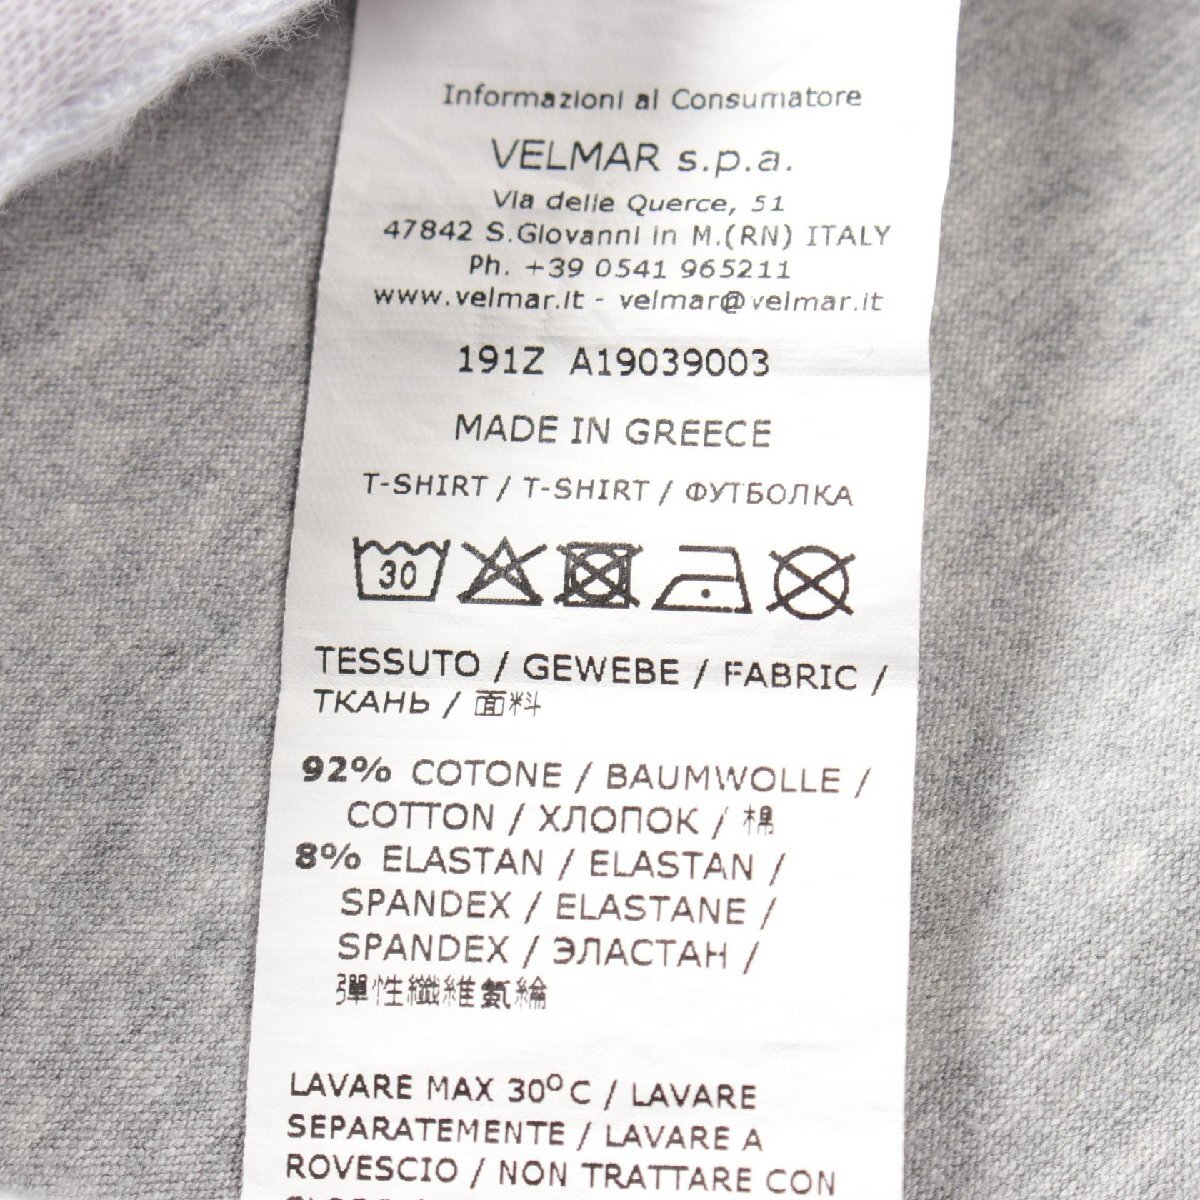 Informazioni al Consumatore
VELMAR s.p.a.
Via delle Querce, 51
47842 S.Giovanni in M.(RN) ITALY
Ph. +39 0541 965211
www.velmar.it - velmar@velmar.it
191Z A19039003
MADE IN GREECE
T-SHIRT / T-SHIRT / ФУТБОЛКА
30
TESSUTO / GEWEBE / FABRIC /
ТКАНЬ / 面料
92% COTONE / BAUMWOLLE /
COTTON / ХЛОПОК / 棉
8% ELASTAN / ELASTAN /
SPANDEX / ELASTANE /
SPANDEX / ЭЛАСТАН /
彈性纖維氨綸
LAVARE MAX 30°C / LAVARE
SEPARATEMENTE / LAVARE A
ROVESCIO / NON TRATTARE CON